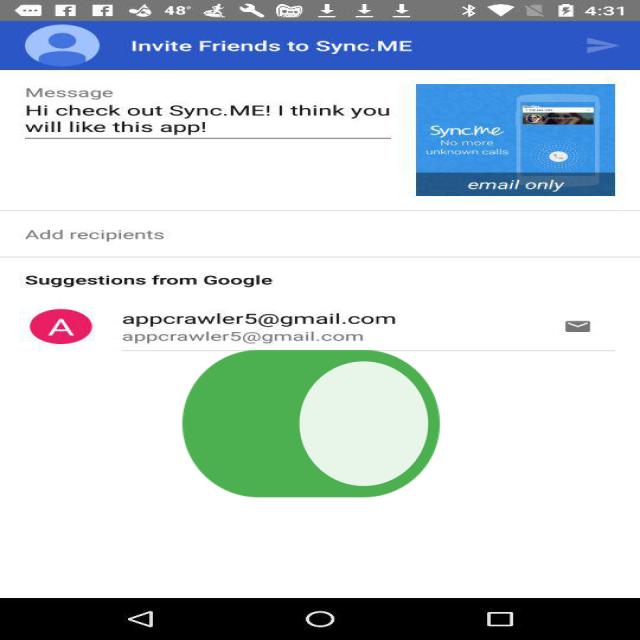 48° 4:31
Invite Friends to Sync.ME
Message
Hi check out Sync.ME! I think you
will like this app!
Sync.me
No more
unknown calls
email only
Add recipients
Suggestions from Google
A
appcrawler5@gmail.com
appcrawler5@gmail.com